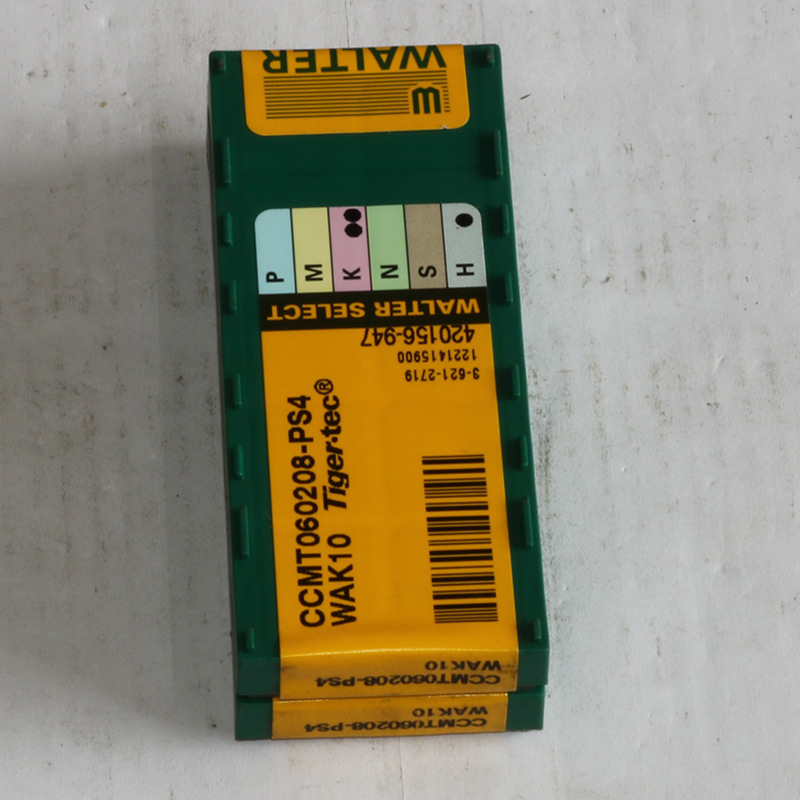 WALTER
P
M
K
N
S
H
WALTER SELECT
420156-947
1221415900
3-621-2719
CCMT060208-PS4
WAK10 Tiger·tec®
CCMT060208-PS4
WAK10
CCMT060208-PS4
WAK10